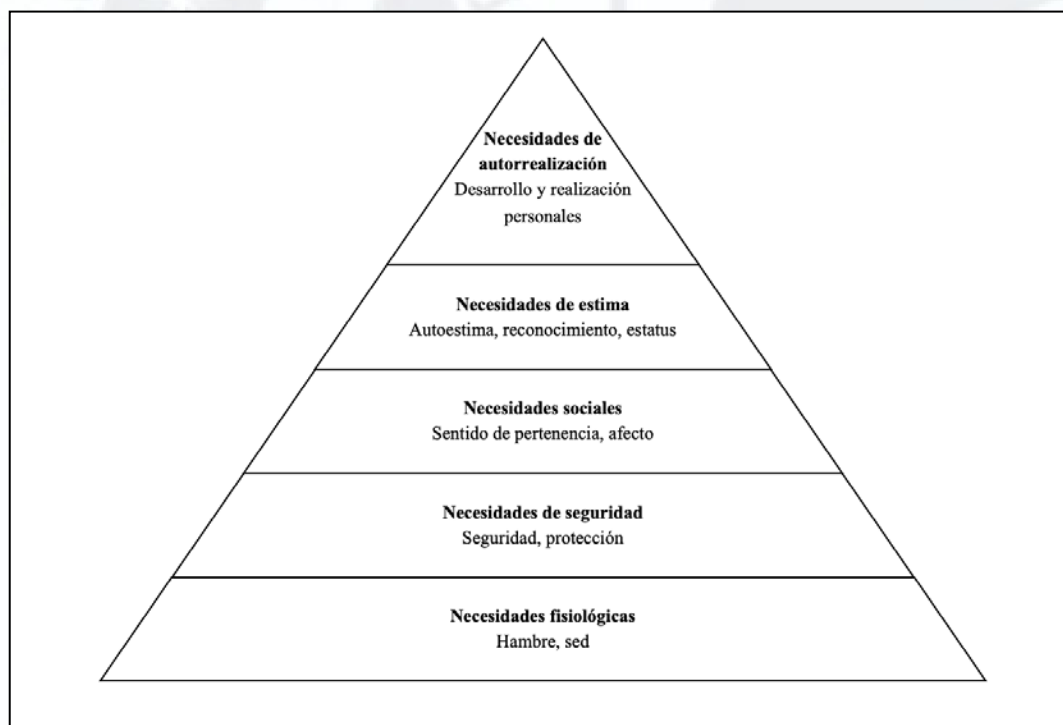 Necesidades de
autorrealización
Desarrollo y realización
personales
Necesidades de estima
Autoestima, reconocimiento, estatus
Necesidades sociales
Sentido de pertenencia, afecto
Necesidades de seguridad
Seguridad, protección
Necesidades fisiológicas
Hambre, sed